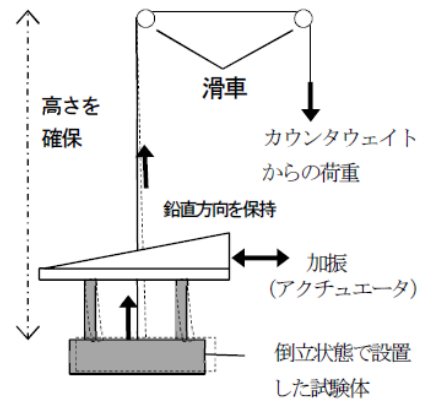 滑車
高さを
確保
カウンタウェイト
からの荷重
鉛直方向を保持
加振
（アクチュエータ）
倒立状態で設置
した試験体